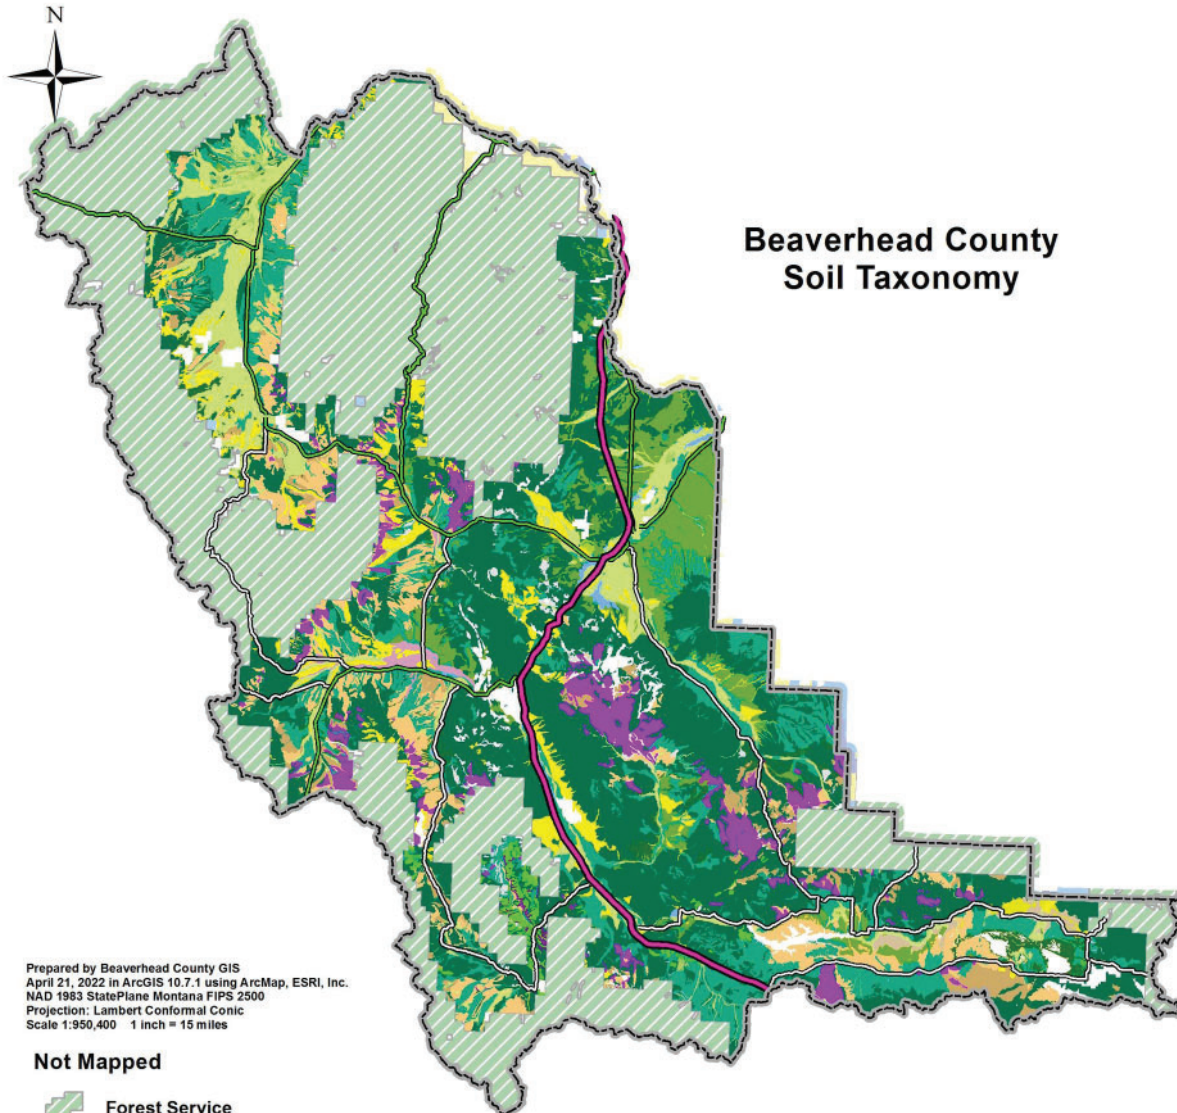 N
Beaverhead County
Soil Taxonomy
Prepared by Beaverhead County GIS
April 21, 2022 in ArcGIS 10.7.1 using ArcMap, ESRI, Inc.
NAD 1983 StatePlane Montana FIPS 2500
Projection: Lambert Conformal Conic
Scale 1:950,400 1 inch = 15 miles
Not Mapped
Forest Service